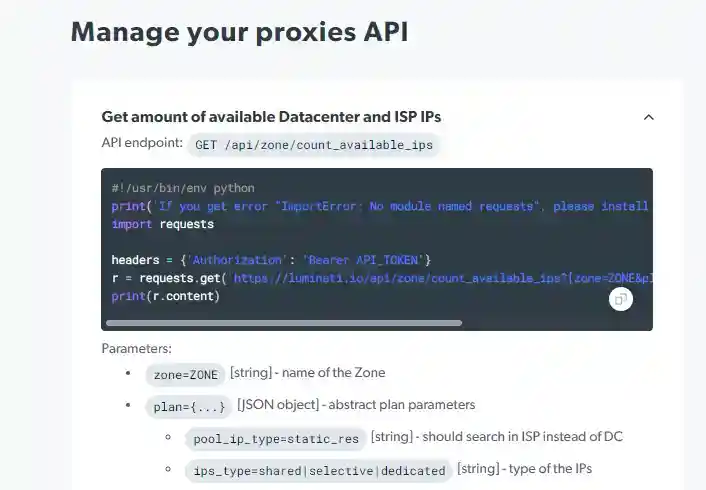 Manage your proxies API
Get amount of available Datacenter and ISP IPs
API endpoint: GET /api/zone/count_available_ips
#!/usr/bin/env python
print('If you get error "ImportError: No module named requests", please install
import requests
headers = {'Authorization': 'Bearer API_TOKEN'}
r = requests.get('https://luminati.io/api/zone/count_available_ips?[zone=ZONE&pl
print(r.content)
Parameters:
• zone=ZONE [string] - name of the Zone
• plan={...} [JSON object] - abstract plan parameters
◦ pool_ip_type=static_res [string] - should search in ISP instead of DC
◦ ips_type=shared|selective|dedicated [string] - type of the IPs